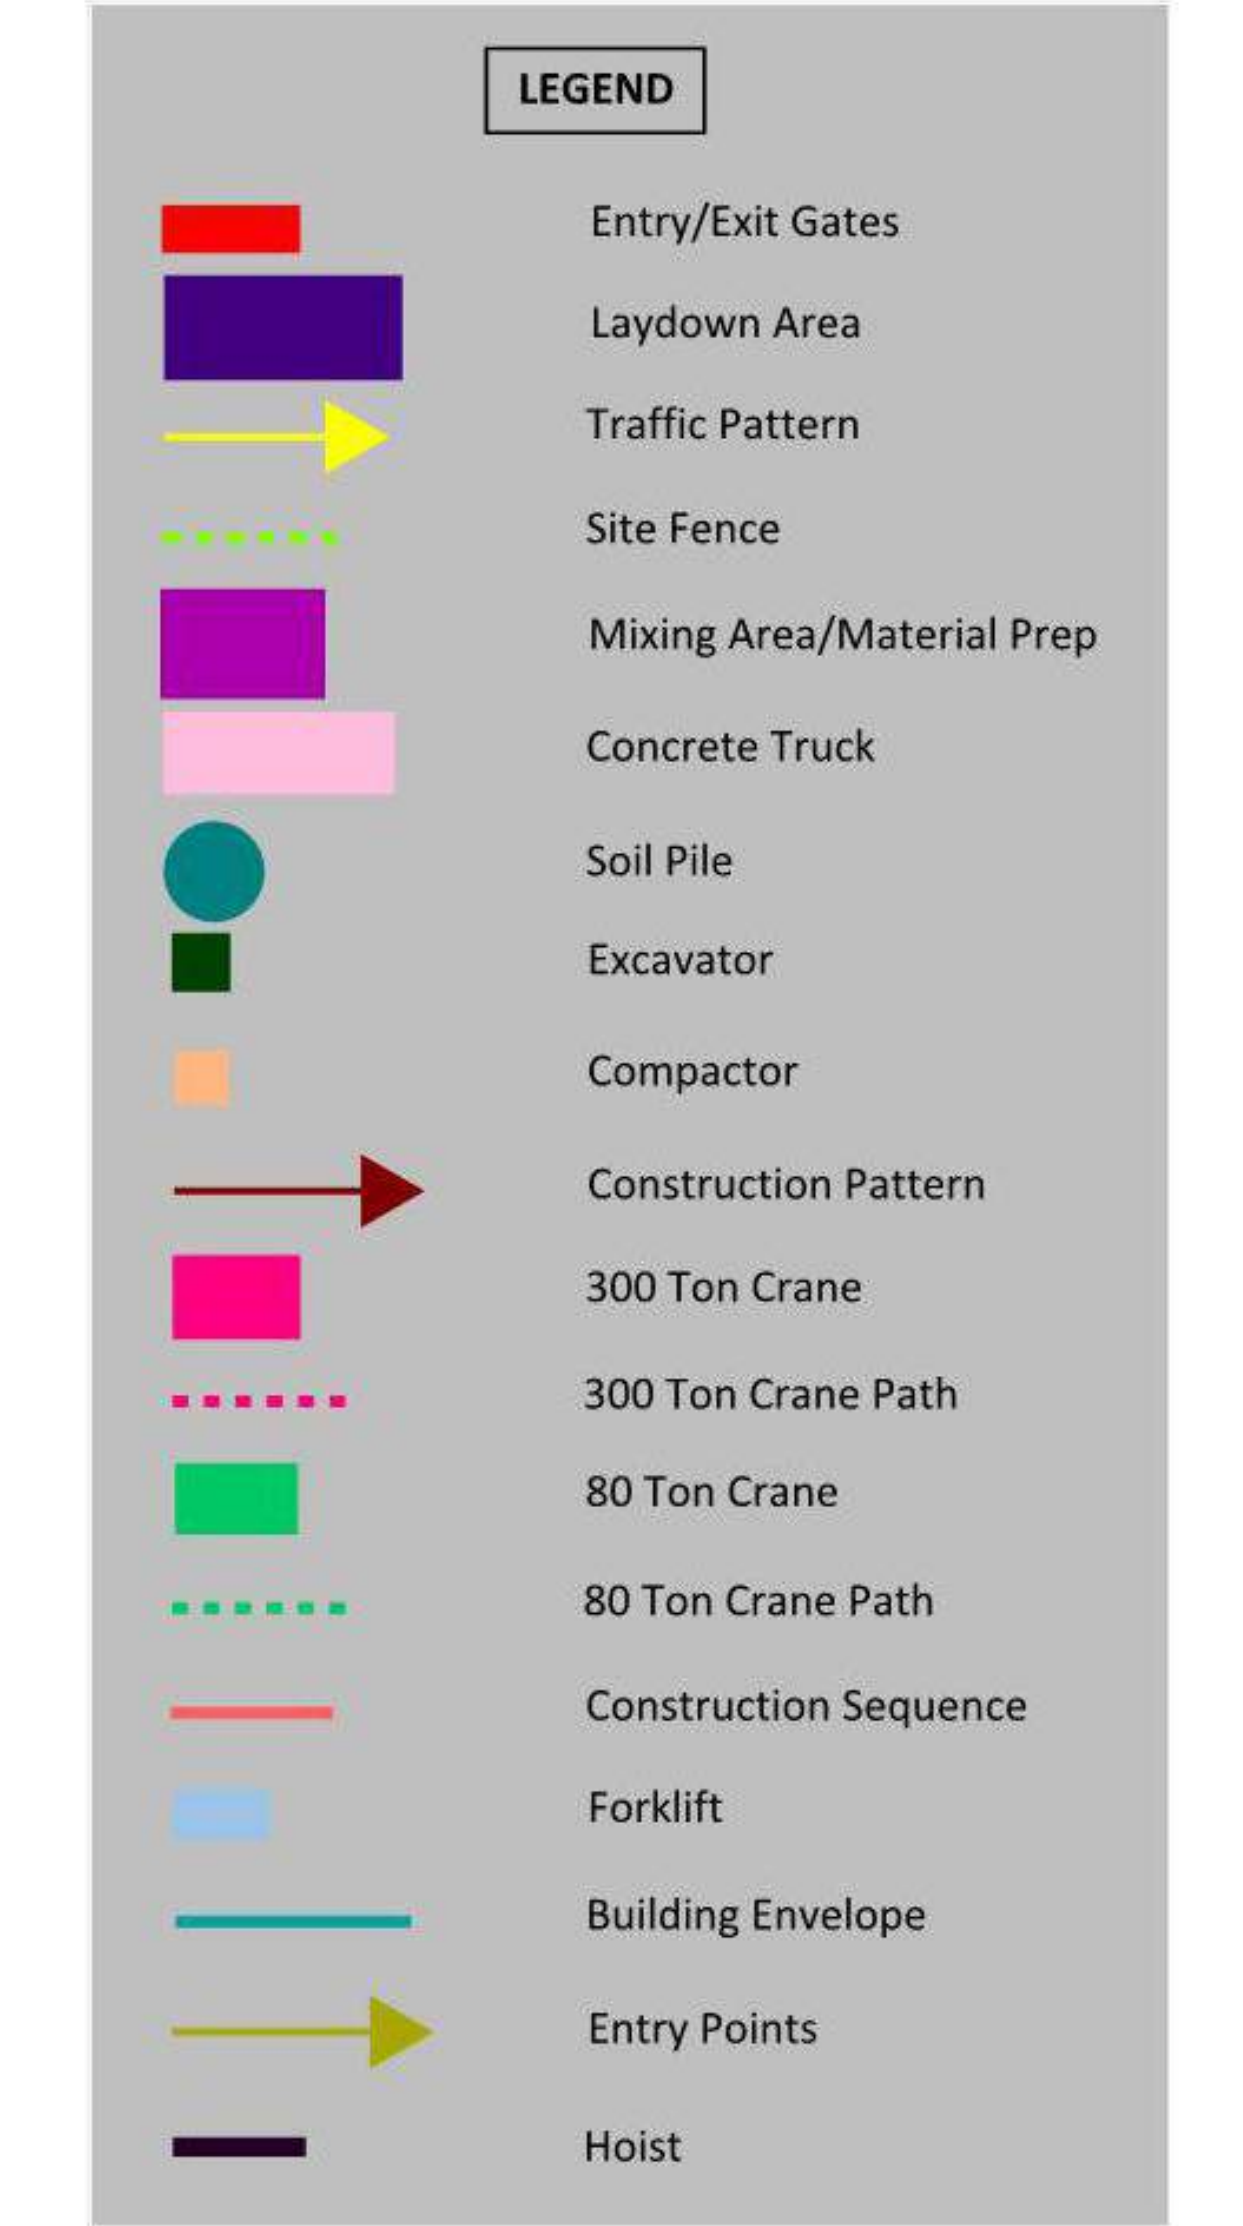 LEGEND
Entry/Exit Gates
Laydown Area
Traffic Pattern
Site Fence
Mixing Area/Material Prep
Concrete Truck
Soil Pile
Excavator
Compactor
Construction Pattern
300 Ton Crane
300 Ton Crane Path
80 Ton Crane
80 Ton Crane Path
Construction Sequence
Forklift
Building Envelope
Entry Points
Hoist